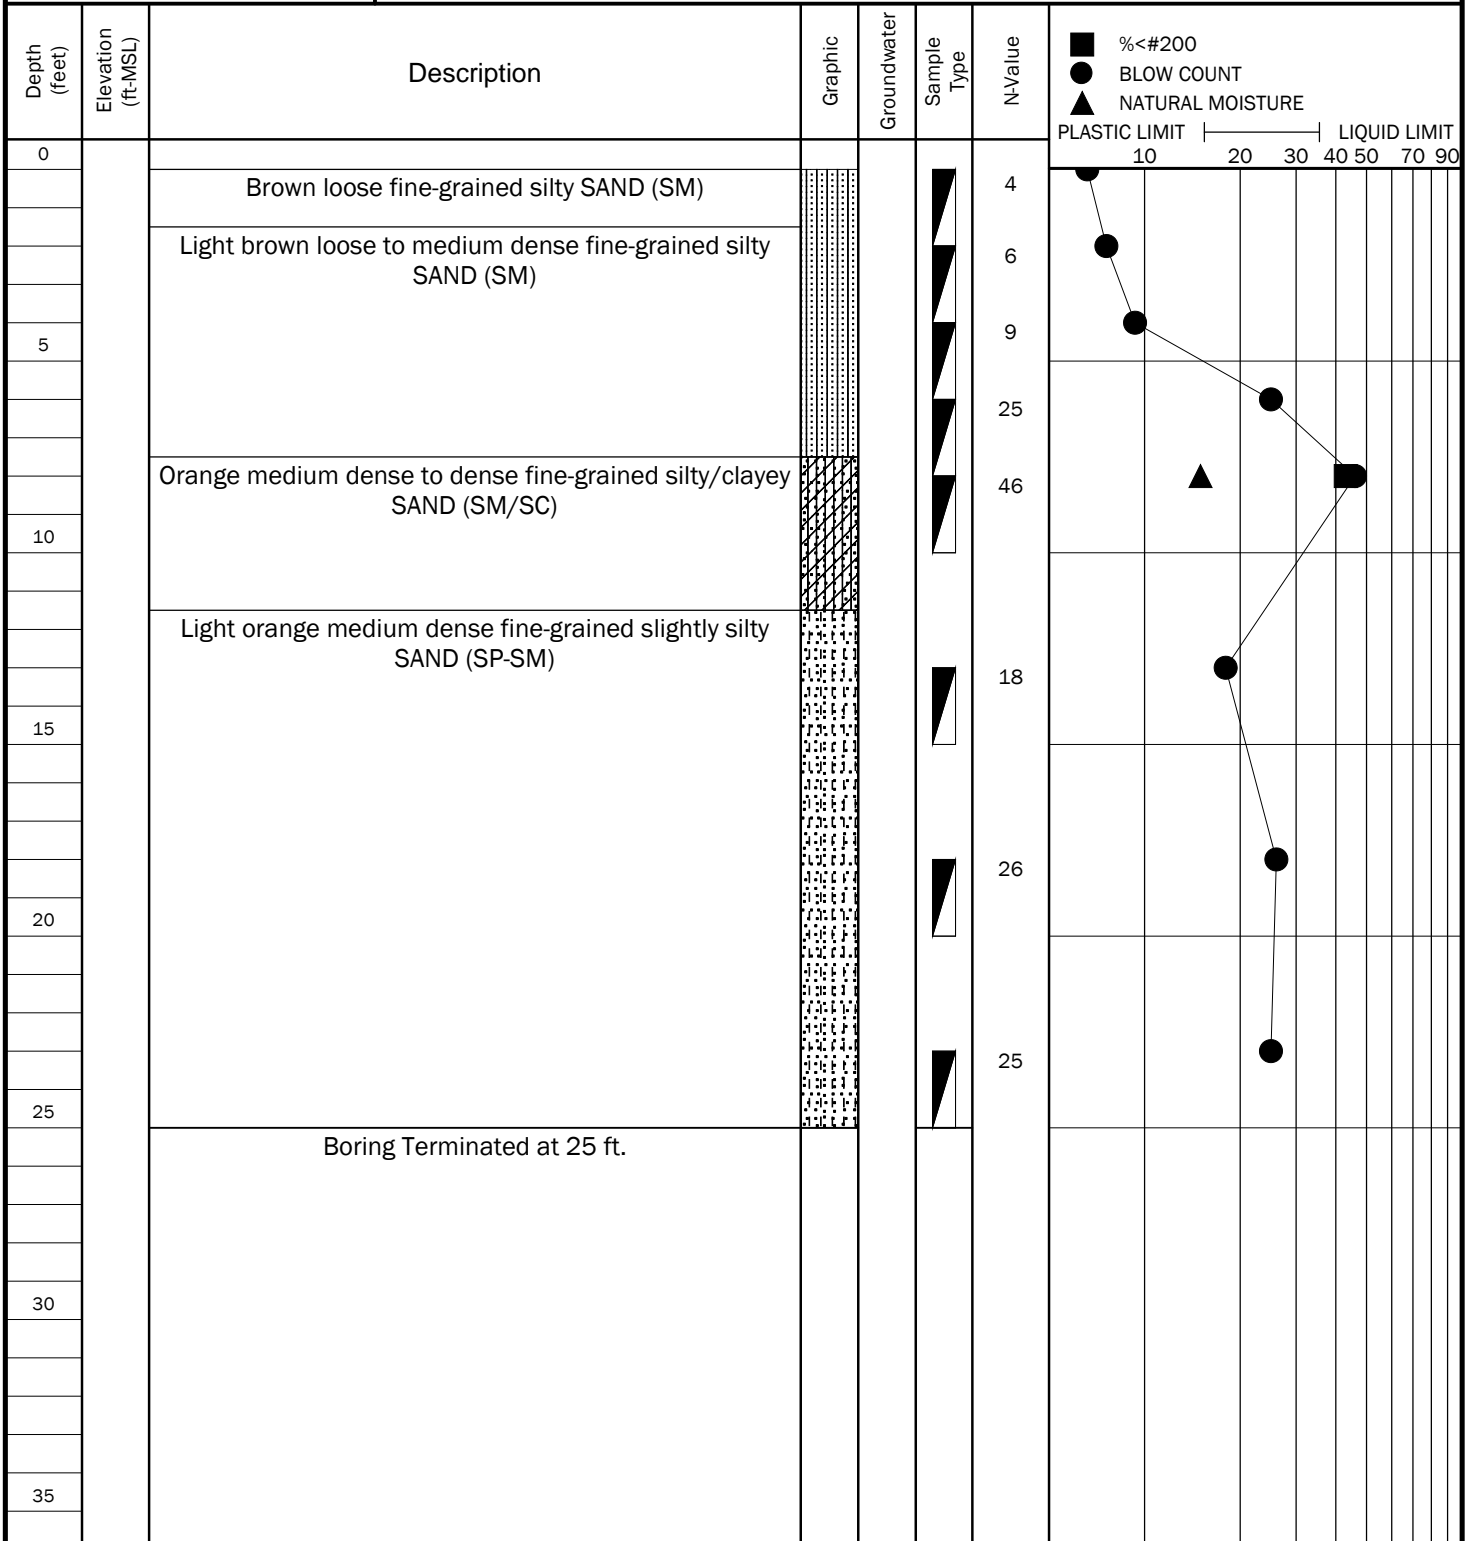 Depth
(feet)
Elevation
(ft-MSL)
Description
Graphic
Groundwater
Sample
Type
N-Value
%<#200
BLOW COUNT
NATURAL MOISTURE
PLASTIC LIMIT LIQUID LIMIT
10 20 30 40 50 70 90
0
Brown loose fine-grained silty SAND (SM)
4
Light brown loose to medium dense fine-grained silty
SAND (SM)
6
9
5
25
Orange medium dense to dense fine-grained silty/clayey
SAND (SM/SC)
46
10
Light orange medium dense fine-grained slightly silty
SAND (SP-SM)
18
15
26
20
25
25
Boring Terminated at 25 ft.
30
35